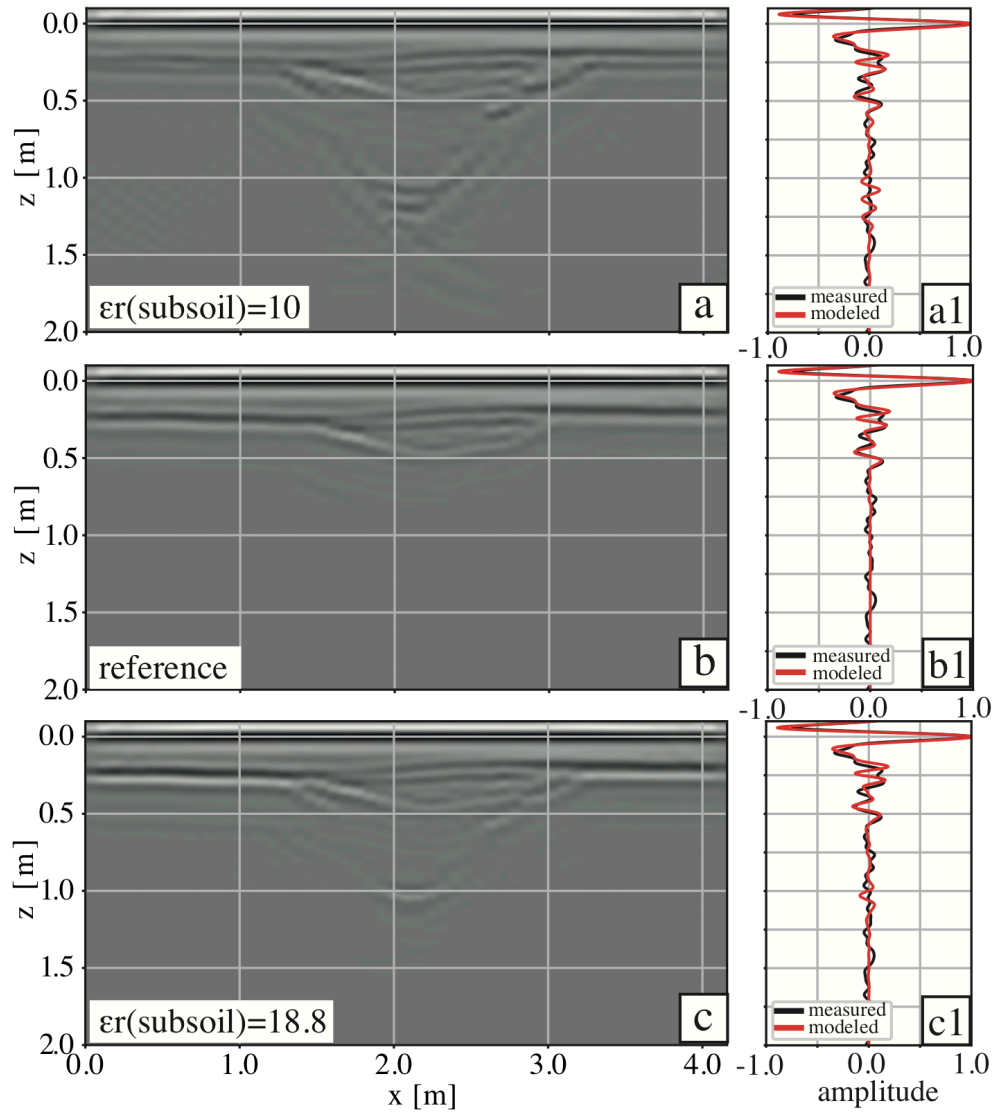 0.0
0.5
1.0
1.5
2.0
z [m]
εr(subsoil)=10
a
measured
modeled
a1
-1.0
0.0
1.0
0.0
0.5
1.0
1.5
2.0
z [m]
reference
b
measured
modeled
b1
-1.0
0.0
1.0
0.0
0.5
1.0
1.5
2.0
z [m]
εr(subsoil)=18.8
c
0.0
1.0
2.0
3.0
4.0
x [m]
measured
modeled
c1
-1.0
0.0
1.0
amplitude